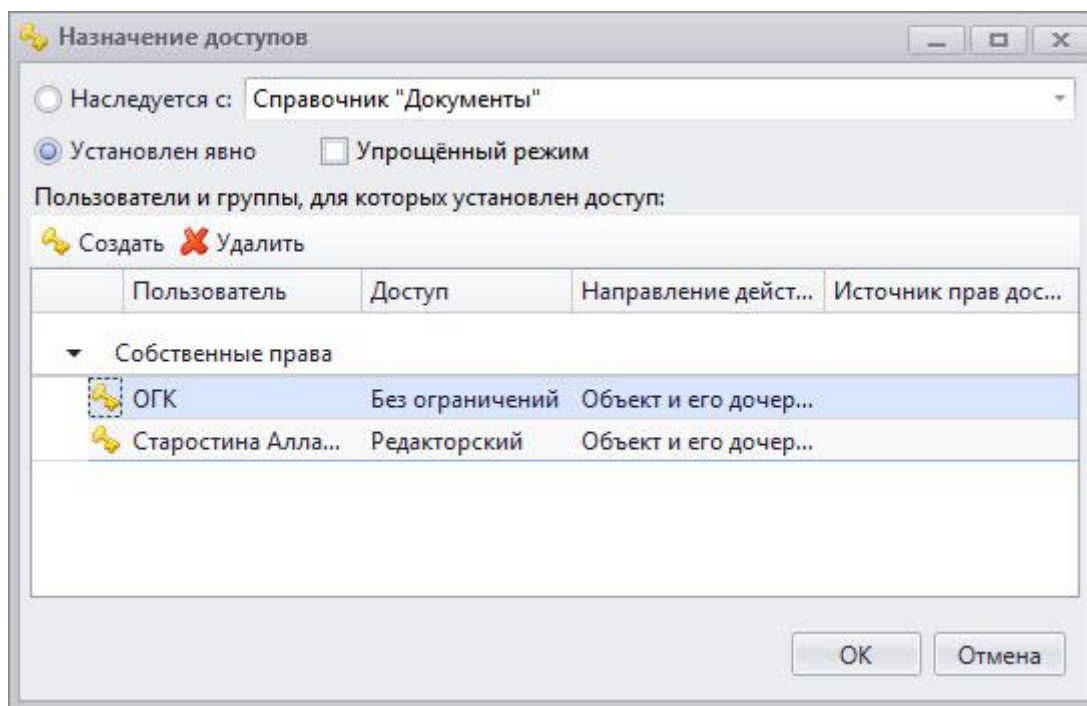 Назначение доступов
Наследуется с: Справочник "Документы"
Установлен явно Упрощённый режим
Пользователи и группы, для которых установлен доступ:
Создать Удалить
Пользователь Доступ Направление дейст... Источник прав дос...
Собственные права
ОГК Без ограничений Объект и его дочер...
Старостина Алла... Редакторский Объект и его дочер...
ОК Отмена